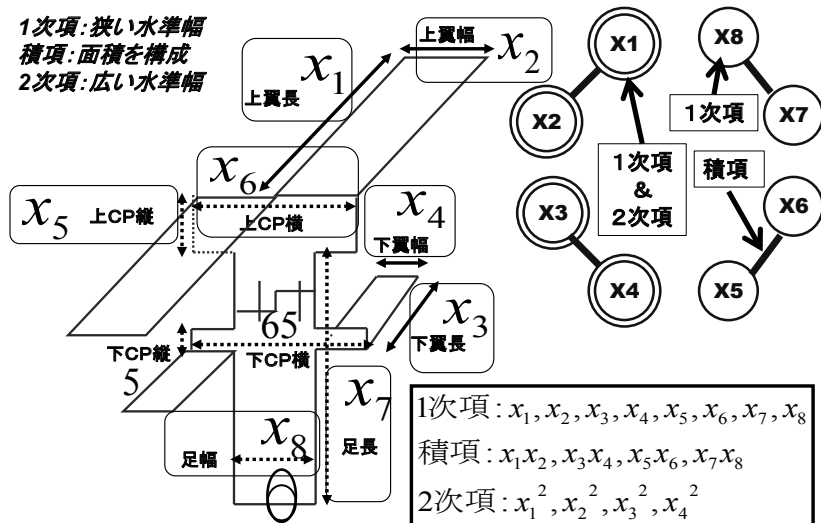 1次項:狭い水準幅
積項:面積を構成
2次項:広い水準幅
上翼幅
x₂
x₁
上翼長
x₆
上CP横
x₅ 上CP縦
x₄
下翼幅
x₃
下翼長
65
下CP横
下CP縦
5
x₇
足長
x₈
足幅
X1
X2
X8
X7
1次項
1次項
&
2次項
積項
X3
X4
X6
X5
1次項: x₁, x₂, x₃, x₄, x₅, x₆, x₇, x₈
積項: x₁x₂, x₃x₄, x₅x₆, x₇x₈
2次項: x₁², x₂², x₃², x₄²